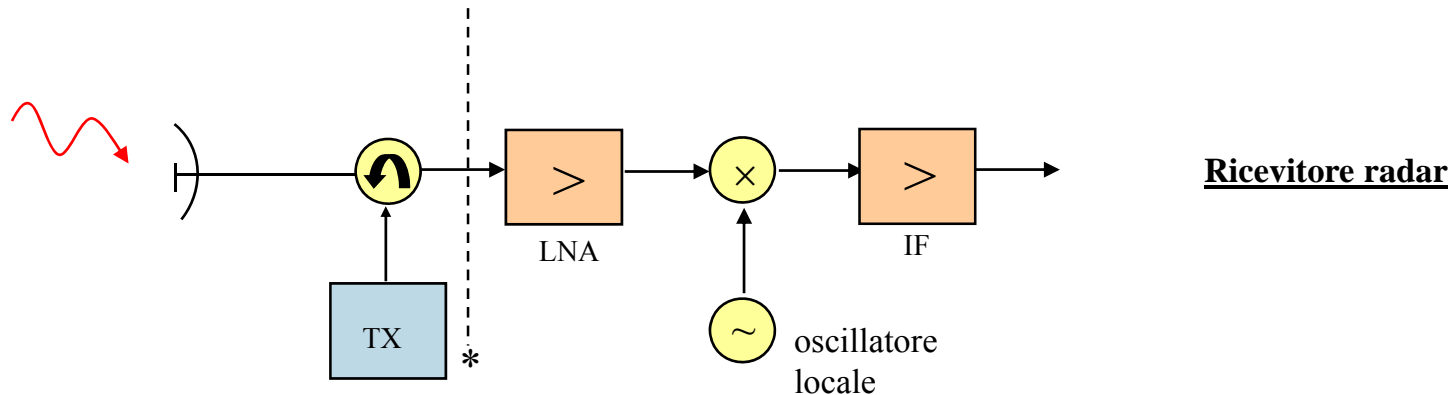 Ricevitore radar
>
×
>
LNA
IF
TX
*
~
oscillatore
locale